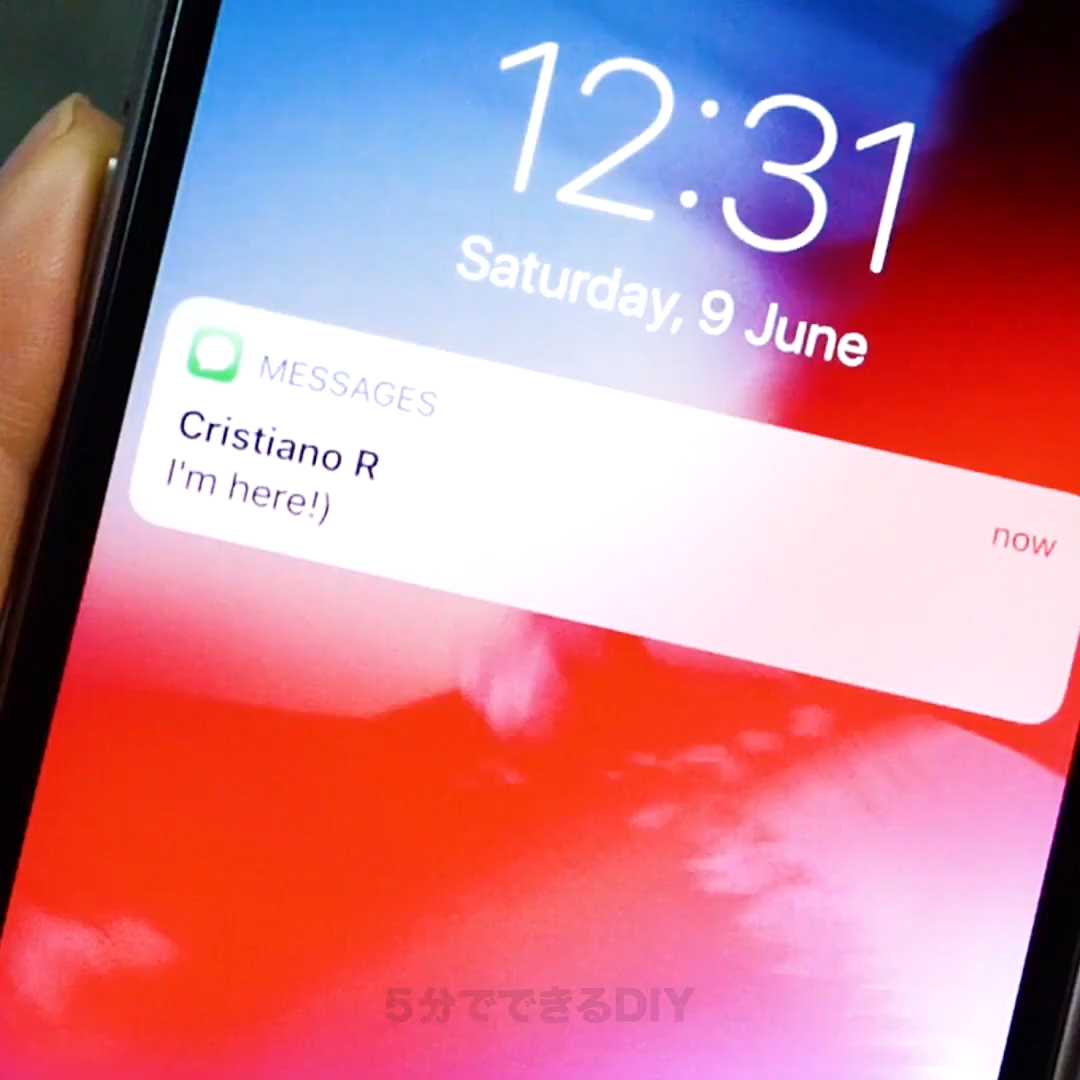 12:31
Saturday, 9 June
MESSAGES
Cristiano R
I'm here!)
now
5分でできるDIY